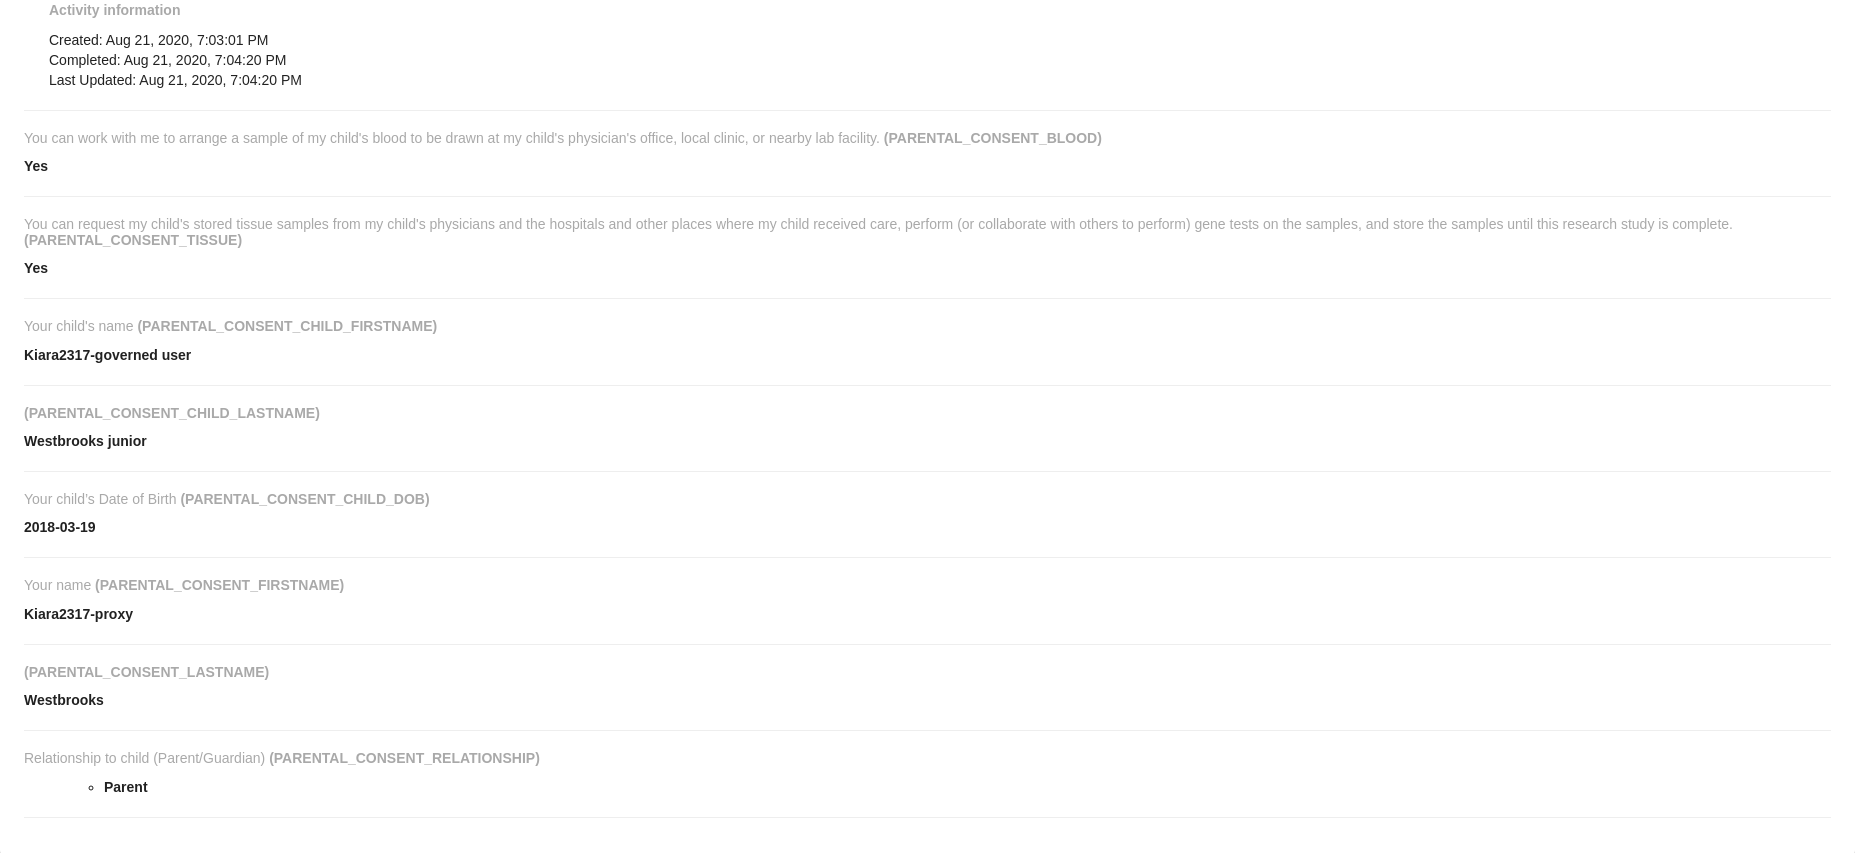 Activity information
Created: Aug 21, 2020, 7:03:01 PM
Completed: Aug 21, 2020, 7:04:20 PM
Last Updated: Aug 21, 2020, 7:04:20 PM
You can work with me to arrange a sample of my child's blood to be drawn at my child's physician's office, local clinic, or nearby lab facility. (PARENTAL_CONSENT_BLOOD)
Yes
You can request my child's stored tissue samples from my child's physicians and the hospitals and other places where my child received care, perform (or collaborate with others to perform) gene tests on the samples, and store the samples until this research study is complete.
(PARENTAL_CONSENT_TISSUE)
Yes
Your child's name (PARENTAL_CONSENT_CHILD_FIRSTNAME)
Kiara2317-governed user
(PARENTAL_CONSENT_CHILD_LASTNAME)
Westbrooks junior
Your child's Date of Birth (PARENTAL_CONSENT_CHILD_DOB)
2018-03-19
Your name (PARENTAL_CONSENT_FIRSTNAME)
Kiara2317-proxy
(PARENTAL_CONSENT_LASTNAME)
Westbrooks
Relationship to child (Parent/Guardian) (PARENTAL_CONSENT_RELATIONSHIP)
Parent